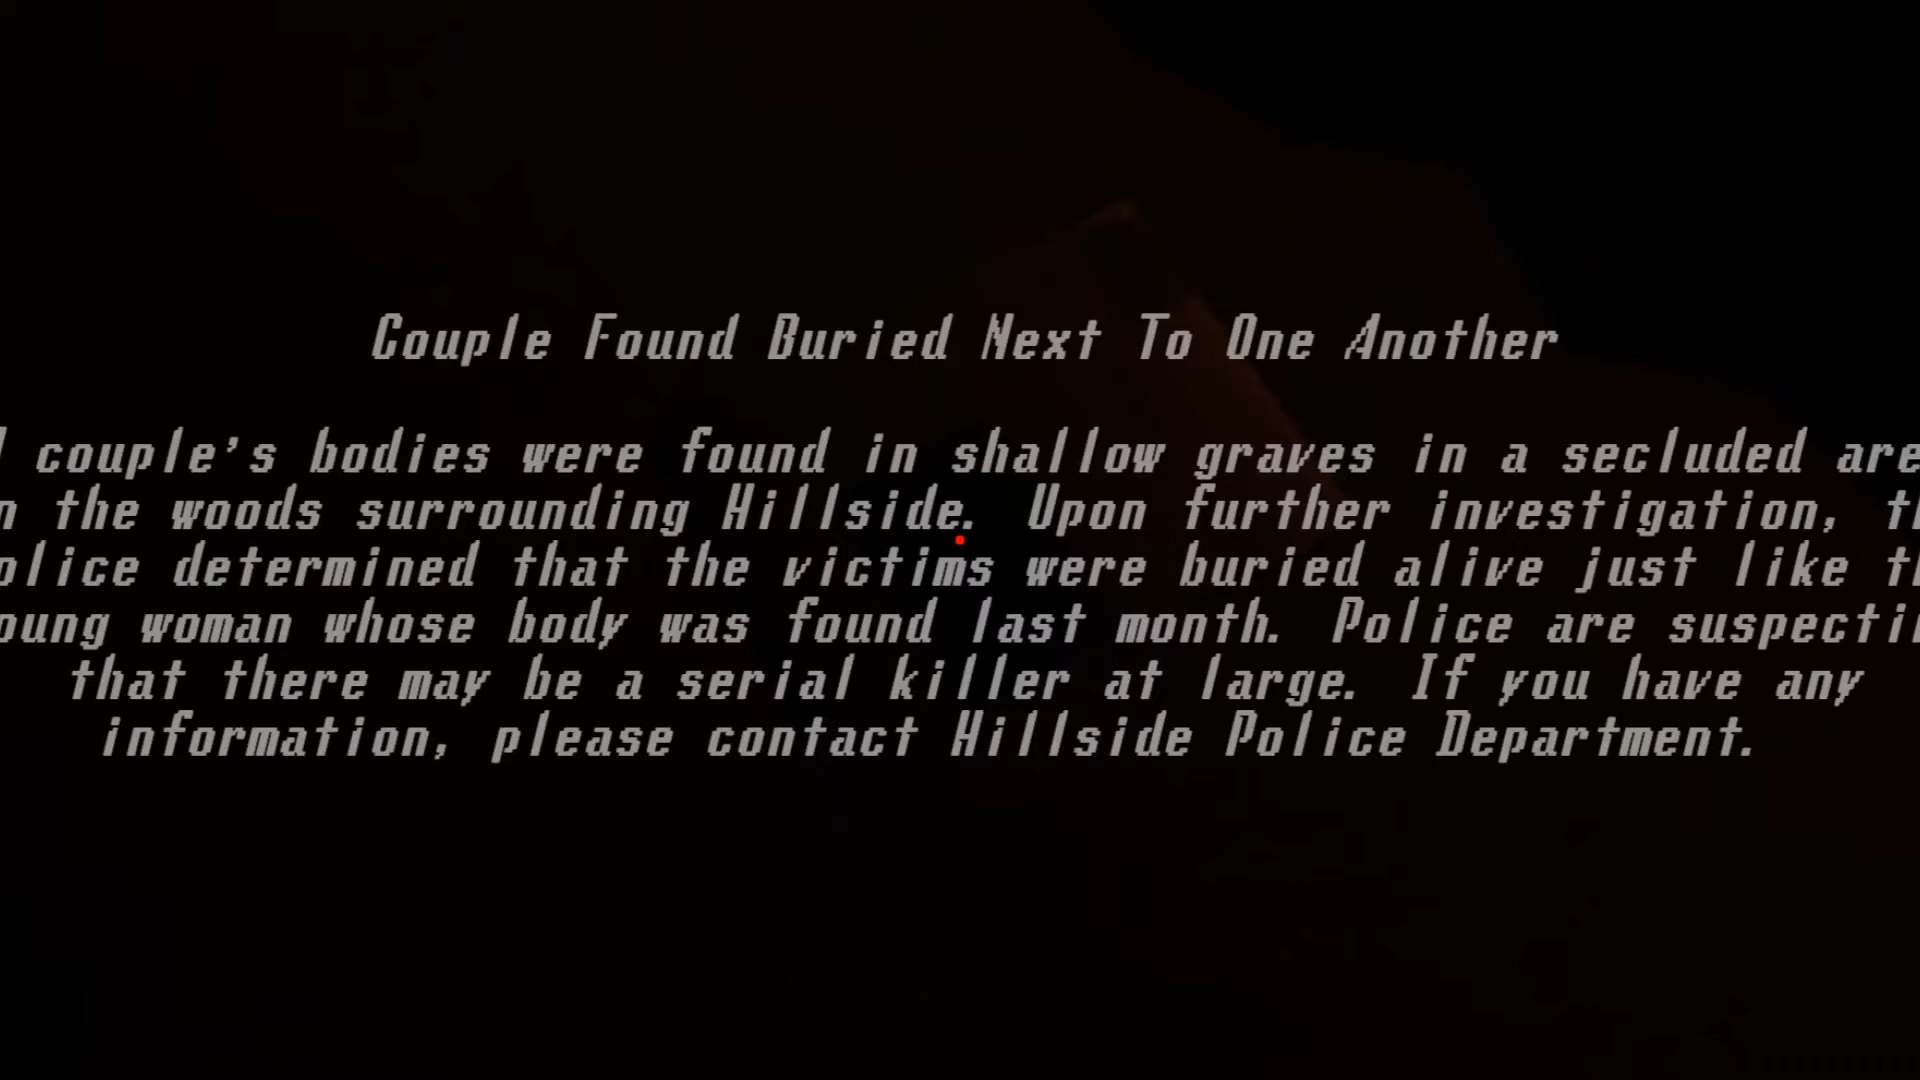 Couple Found Buried Next To One Another
couple's bodies were found in shallow graves in a secluded
the woods surrounding Hillside. Upon further investigation,
determined that the victims were buried alive just like
woman whose body was found last month. Police are
that there may be a serial killer at large. If you have any
information, please contact Hillside Police Department.